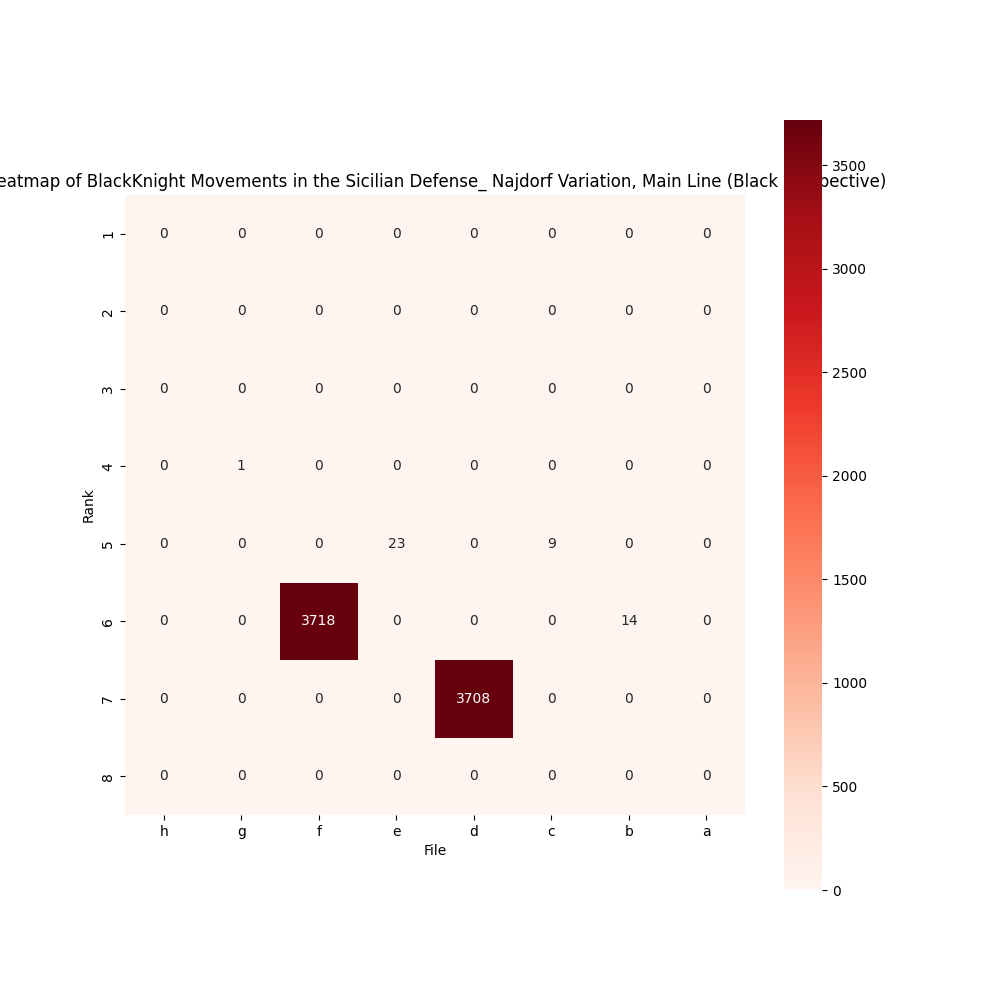 eatmap of BlackKnight Movements in the Sicilian Defense_ Najdorf Variation, Main Line (Black pective)
3500
1 0 0 0 0 0 0 0 0
3000
2 0 0 0 0 0 0 0 0
2500
3 0 0 0 0 0 0 0 0
4 0 1 0 0 0 0 0 0
2000
Rank
5 0 0 0 23 0 9 0 0
1500
6 0 0 3718 0 0 0 14 0
1000
7 0 0 0 0 3708 0 0 0
8 0 0 0 0 0 0 0 0
500
h g f e d c b a
File
0